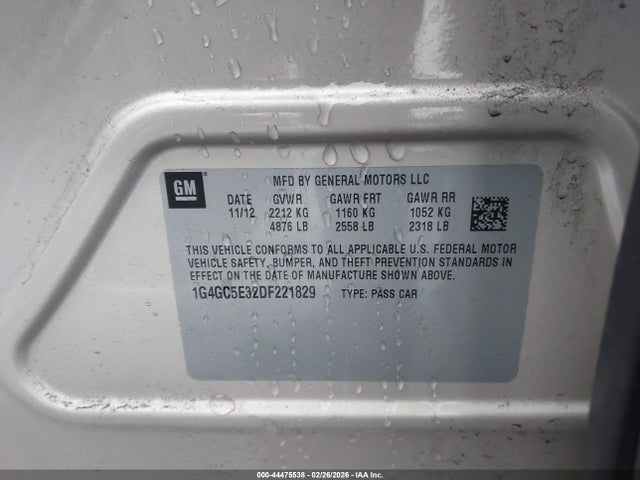 GM
MFD BY GENERAL MOTORS LLC
DATE GVWR GAWR FRT GAWR RR
11/12 2212 KG 1160 KG 1052 KG
4876 LB 2558 LB 2318 LB
THIS VEHICLE CONFORMS TO ALL APPLICABLE U.S. FEDERAL MOTOR
VEHICLE SAFETY, BUMPER, AND THEFT PREVENTION STANDARDS IN
EFFECT ON THE DATE OF MANUFACTURE SHOWN ABOVE.
1G4GC5E32DF221829 TYPE: PASS CAR
000-44475538 - 02/26/2026 - IAA Inc.